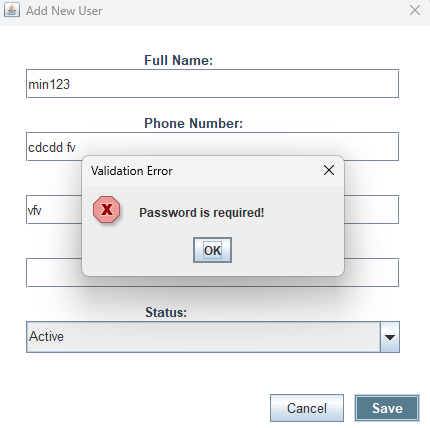 Add New User
Full Name:
min123
Phone Number:
cdcdd fv
Validation Error
Password is required!
OK
vfv
Status:
Active
Cancel
Save